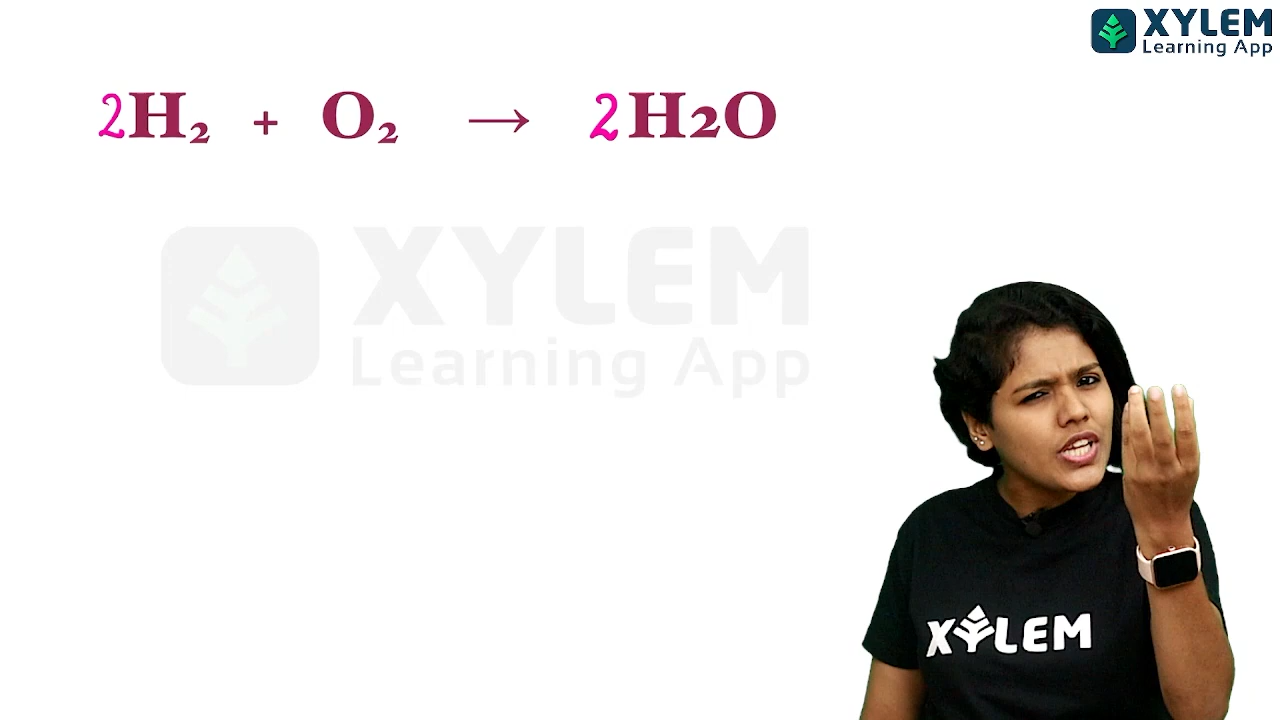 XYLEM
Learning App
2H₂ + O₂ → 2H2O
XYLEM
Learning App
XYLEM